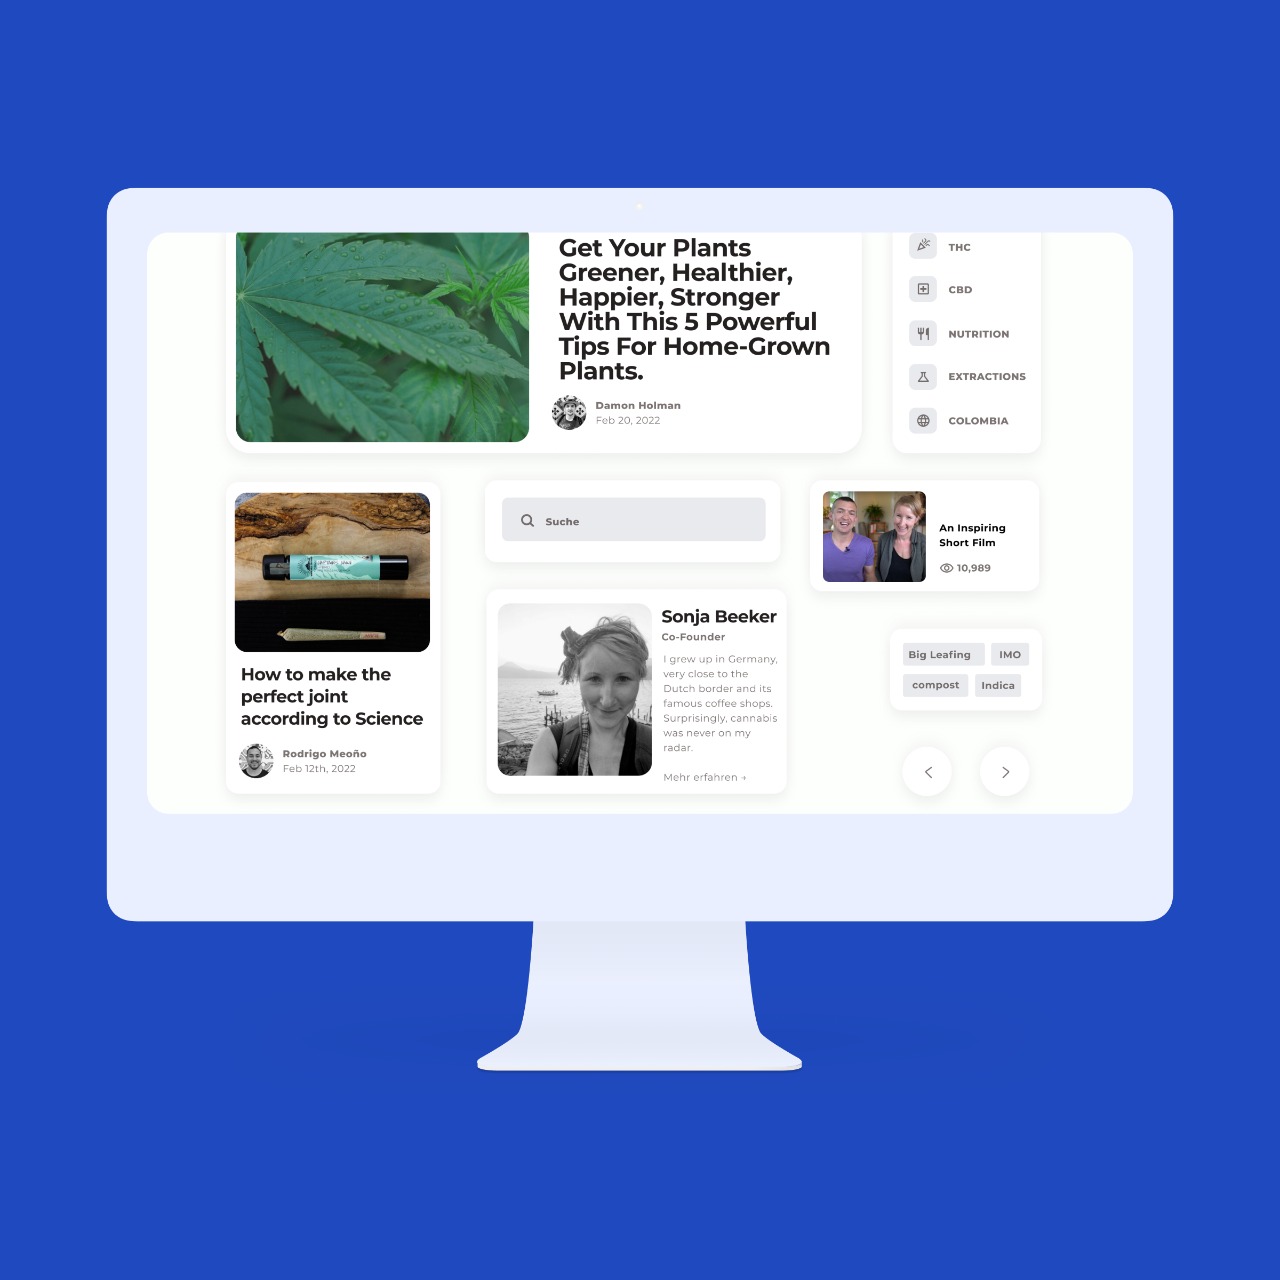 Get Your Plants
Greener, Healthier,
Happier, Stronger
With This 5 Powerful
Tips For Home-Grown
Plants.
Damon Holman
Feb 20, 2022
THC
CBD
NUTRITION
EXTRACTIONS
COLOMBIA
How to make the
perfect joint
according to Science
Rodrigo Meoño
Feb 12th, 2022
Suche
Sonja Beeker
Co-Founder
I grew up in Germany,
very close to the
Dutch border and its
famous coffee shops.
Surprisingly, cannabis
was never on my
radar.
Mehr erfahren →
An Inspiring
Short Film
10,989
Big Leafing
IMO
compost
Indica